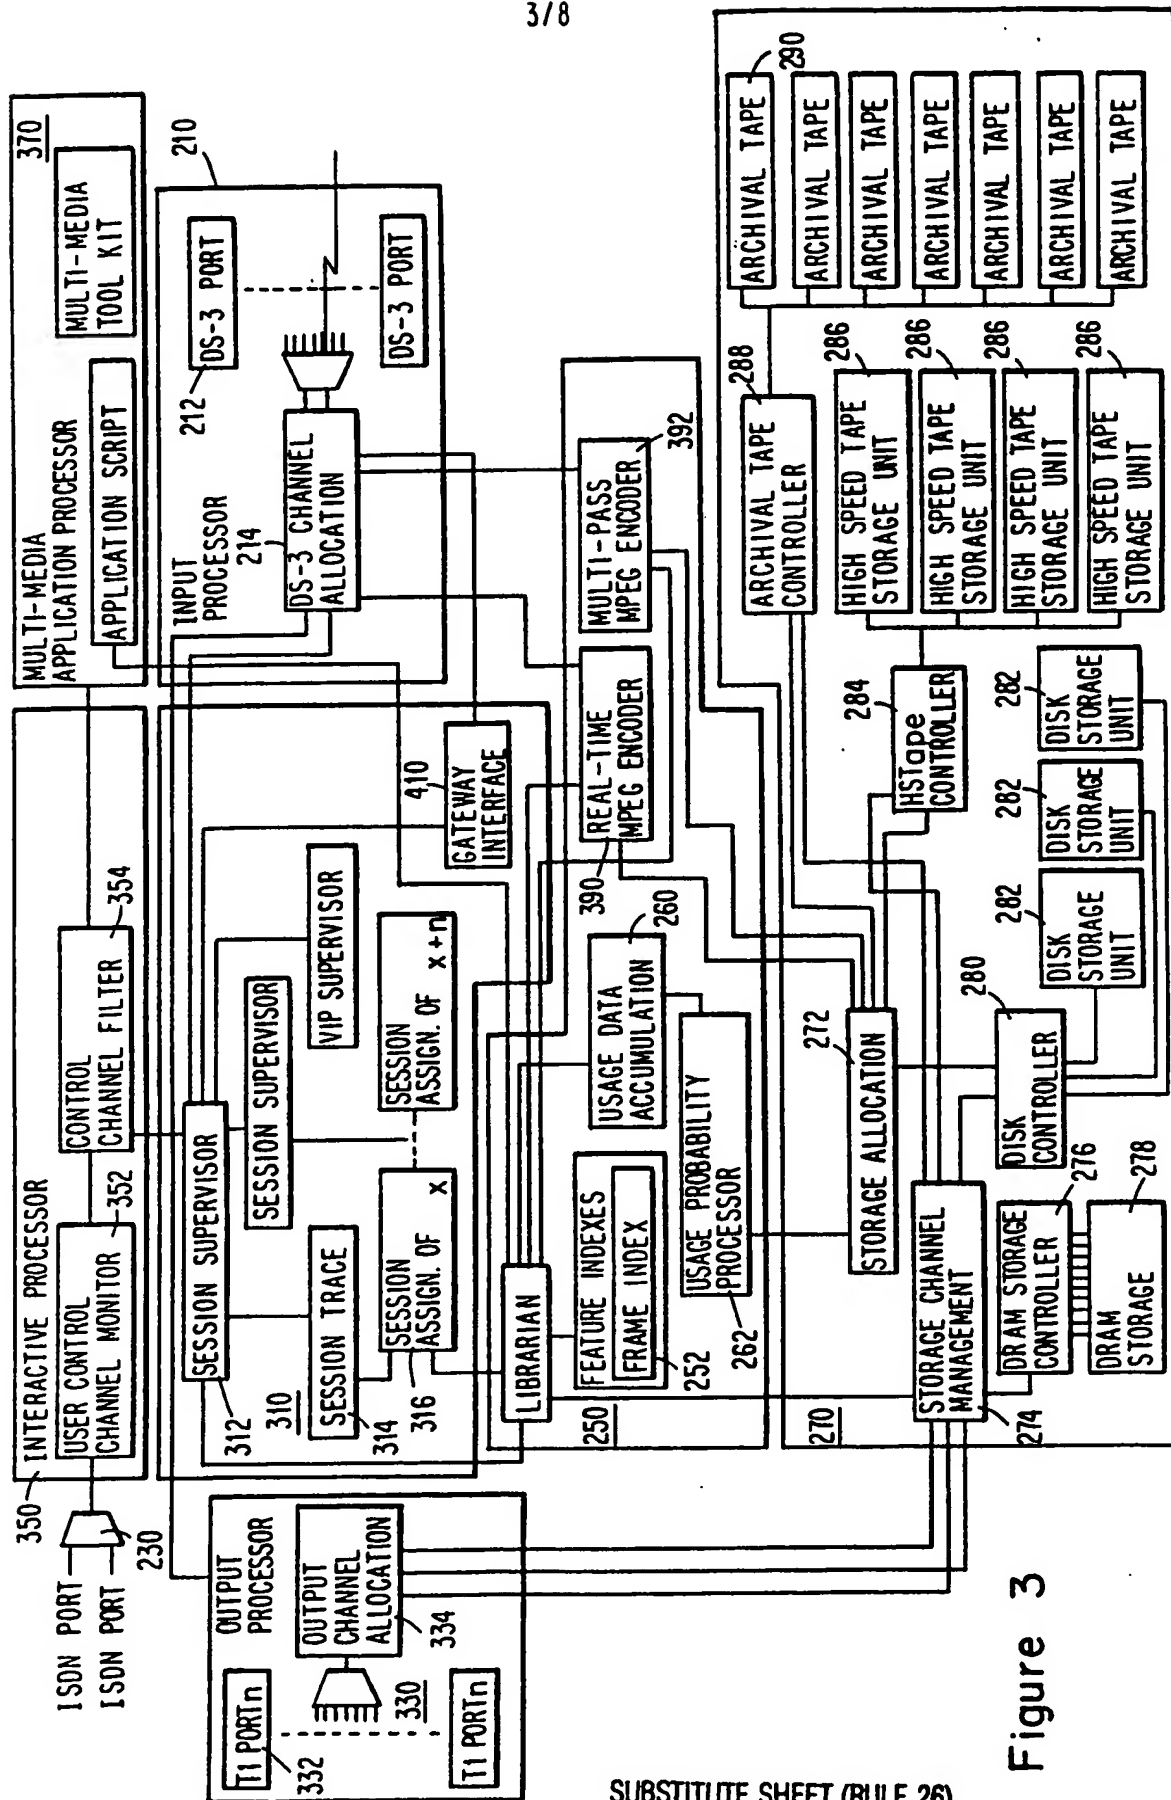 3/8
ISDN PORT
ISDN PORT
230
350
INTERACTIVE PROCESSOR
USER CONTROL
CHANNEL MONITOR
352
CONTROL
CHANNEL FILTER
354
MULTI-MEDIA
APPLICATION PROCESSOR
370
APPLICATION SCRIPT
MULTI-MEDIA
TOOL KIT
SESSION SUPERVISOR
312
310
SESSION SUPERVISOR
VIP SUPERVISOR
SESSION TRACE
314
SESSION
ASSIGN. OF
x
316
SESSION
ASSIGN. OF
x+n
410
GATEWAY
INTERFACE
INPUT
PROCESSOR
210
214
DS-3 CHANNEL
ALLOCATION
212
DS-3 PORT
DS-3 PORT
OUTPUT
PROCESSOR
OUTPUT
CHANNEL
ALLOCATION
334
330
T1 PORTn
332
T1 PORTn
LIBRARIAN
250
FEATURE INDEXES
FRAME INDEX
252
USAGE DATA
ACCUMULATION
260
USAGE PROBABILITY
PROCESSOR
262
390
REAL-TIME
MPEG ENCODER
MULTI-PASS
MPEG ENCODER
392
270
272
STORAGE ALLOCATION
STORAGE CHANNEL
MANAGEMENT
274
DRAM STORAGE
CONTROLLER
276
DRAM
STORAGE
278
280
DISK
CONTROLLER
282
DISK
STORAGE
UNIT
282
DISK
STORAGE
UNIT
282
DISK
STORAGE
UNIT
284
HSTape
CONTROLLER
HIGH SPEED TAPE
STORAGE UNIT
286
HIGH SPEED TAPE
STORAGE UNIT
286
HIGH SPEED TAPE
STORAGE UNIT
286
HIGH SPEED TAPE
STORAGE UNIT
286
288
ARCHIVAL TAPE
CONTROLLER
ARCHIVAL TAPE
290
ARCHIVAL TAPE
ARCHIVAL TAPE
ARCHIVAL TAPE
ARCHIVAL TAPE
ARCHIVAL TAPE
ARCHIVAL TAPE
Figure 3
SUBSTITUTE SHEET (RULE 26)